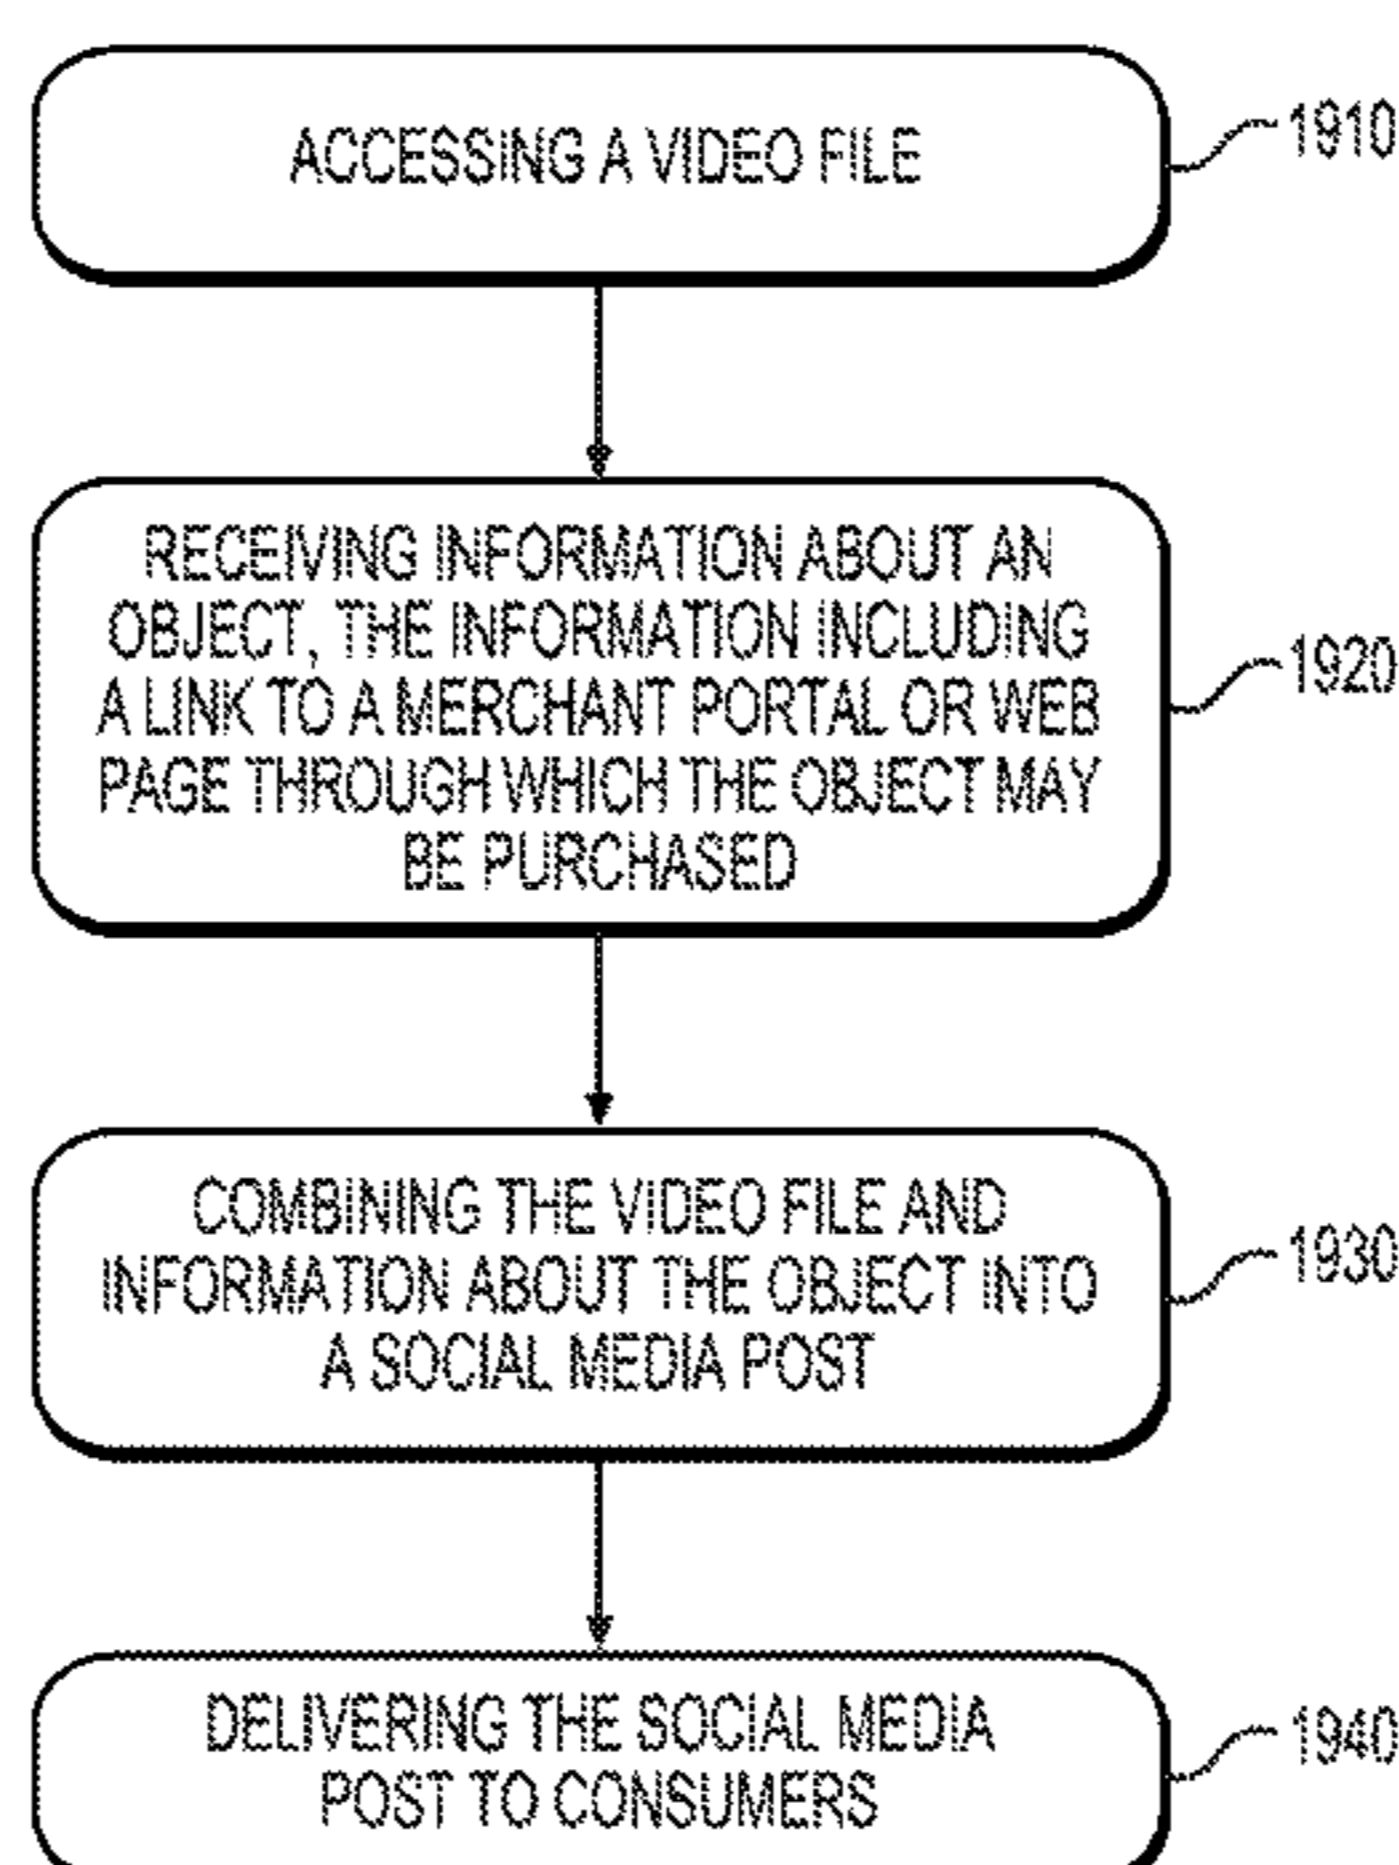 ACCESSING A VIDEO FILE
1910
RECEIVING INFORMATION ABOUT AN
OBJECT, THE INFORMATION INCLUDING
A LINK TO A MERCHANT PORTAL OR WEB
PAGE THROUGH WHICH THE OBJECT MAY
BE PURCHASED
1920
COMBINING THE VIDEO FILE AND
INFORMATION ABOUT THE OBJECT INTO
A SOCIAL MEDIA POST
1930
DELIVERING THE SOCIAL MEDIA
POST TO CONSUMERS
1940